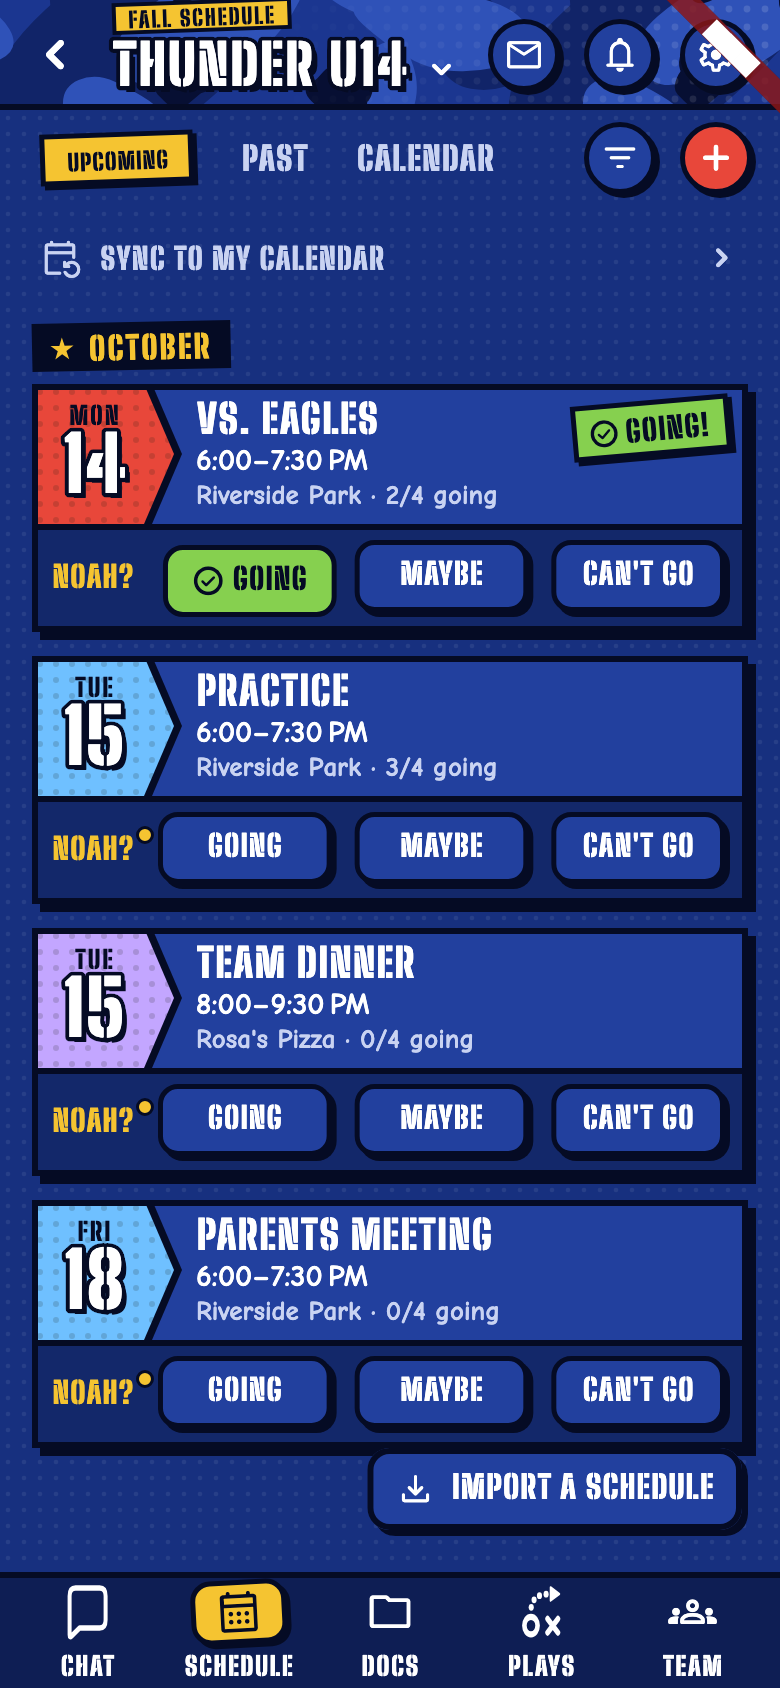 FALL SCHEDULE
THUNDER U14
UPCOMING
PAST
CALENDAR
SYNC TO MY CALENDAR
★ OCTOBER
MON
14
VS. EAGLES
6:00–7:30 PM
Riverside Park · 2/4 going
GOING!
NOAH?
GOING
MAYBE
CAN'T GO
TUE
15
PRACTICE
6:00–7:30 PM
Riverside Park · 3/4 going
NOAH?
GOING
MAYBE
CAN'T GO
TUE
15
TEAM DINNER
8:00–9:30 PM
Rosa's Pizza · 0/4 going
NOAH?
GOING
MAYBE
CAN'T GO
FRI
18
PARENTS MEETING
6:00–7:30 PM
Riverside Park · 0/4 going
NOAH?
GOING
MAYBE
CAN'T GO
IMPORT A SCHEDULE
CHAT
SCHEDULE
DOCS
PLAYS
TEAM